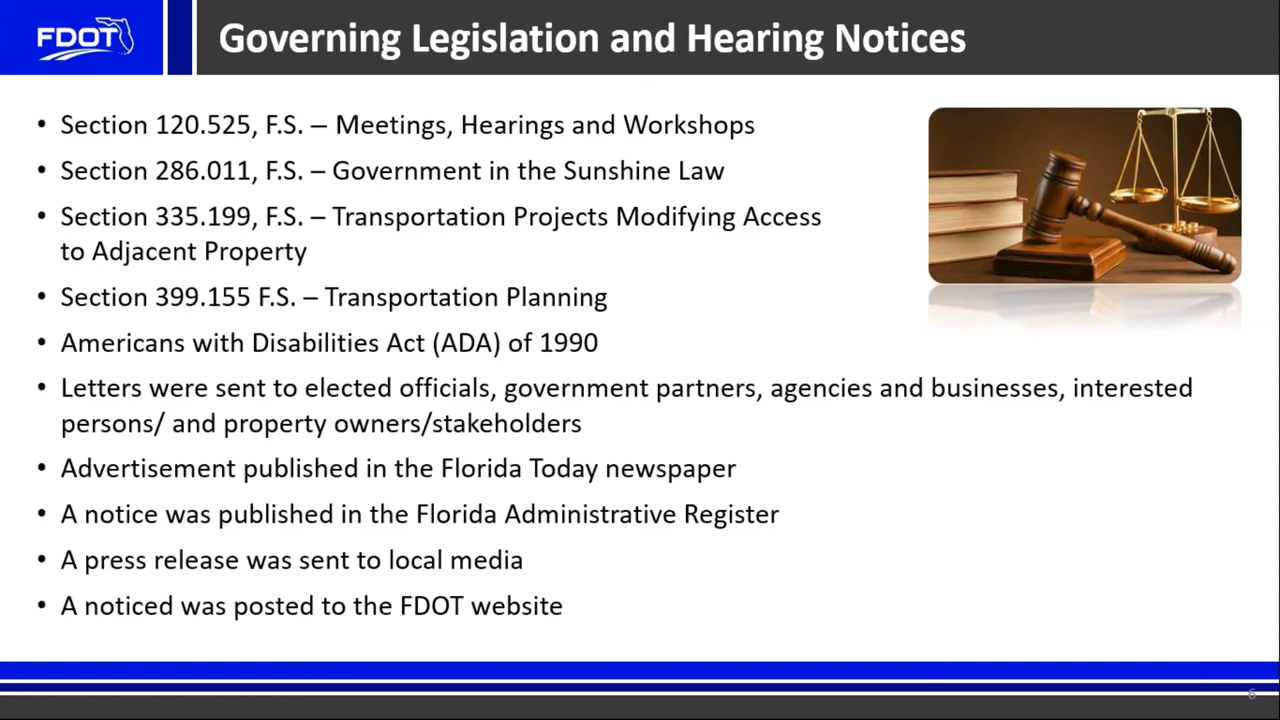 FDOT
Governing Legislation and Hearing Notices
• Section 120.525, F.S. – Meetings, Hearings and Workshops
• Section 286.011, F.S. – Government in the Sunshine Law
• Section 335.199, F.S. – Transportation Projects Modifying Access
to Adjacent Property
• Section 399.155 F.S. – Transportation Planning
• Americans with Disabilities Act (ADA) of 1990
• Letters were sent to elected officials, government partners, agencies and businesses, interested
persons/ and property owners/stakeholders
• Advertisement published in the Florida Today newspaper
• A notice was published in the Florida Administrative Register
• A press release was sent to local media
• A noticed was posted to the FDOT website
6